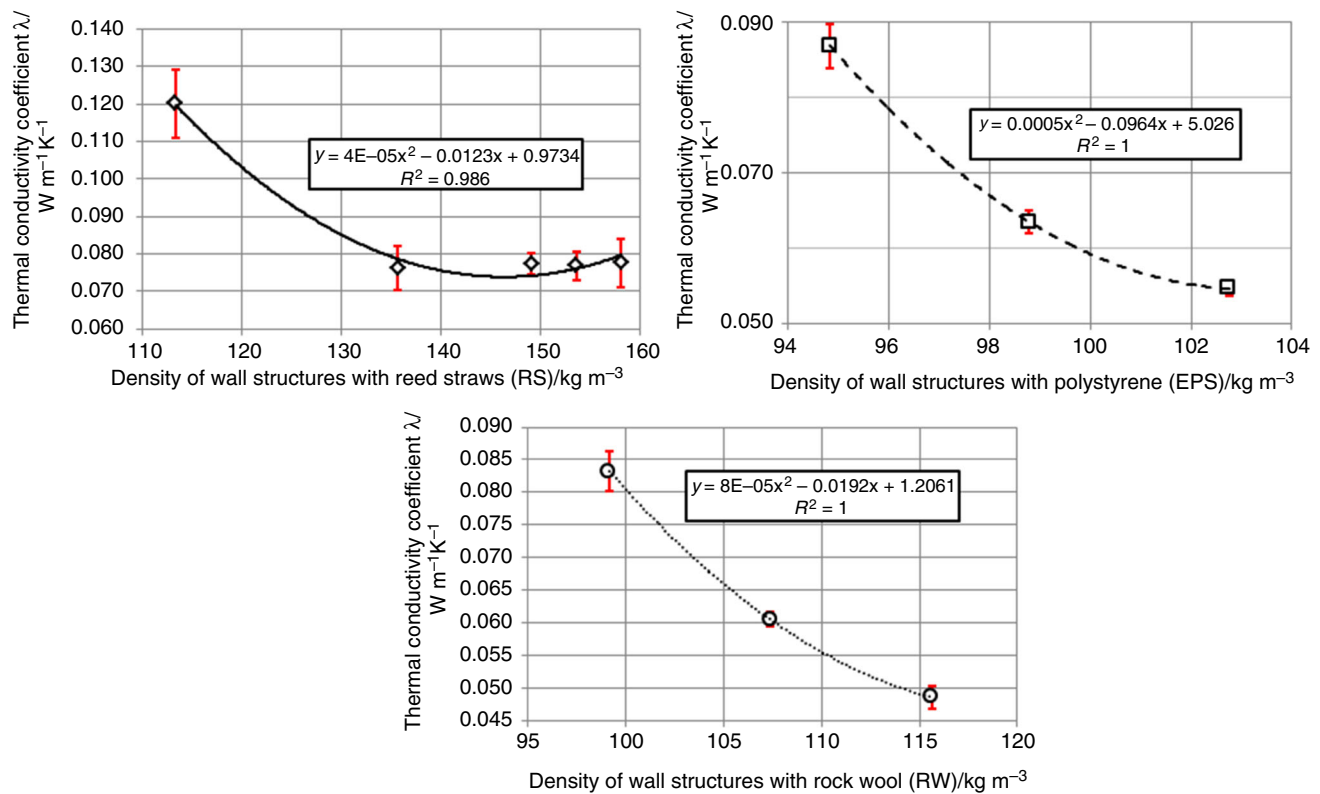 Thermal conductivity coefficient λ/
W m⁻¹K⁻¹
0.140
0.130
0.120
0.110
0.100
0.090
0.080
0.070
0.060
y = 4E–05x² – 0.0123x + 0.9734
R² = 0.986
110 120 130 140 150 160
Density of wall structures with reed straws (RS)/kg m⁻³
Thermal conductivity coefficient λ/
W m⁻¹K⁻¹
0.090
0.070
0.050
y = 0.0005x² – 0.0964x + 5.026
R² = 1
94 96 98 100 102 104
Density of wall structures with polystyrene (EPS)/kg m⁻³
Thermal conductivity coefficient λ/
W m⁻¹K⁻¹
0.090
0.085
0.080
0.075
0.070
0.065
0.060
0.055
0.050
0.045
y = 8E–05x² – 0.0192x + 1.2061
R² = 1
95 100 105 110 115 120
Density of wall structures with rock wool (RW)/kg m⁻³